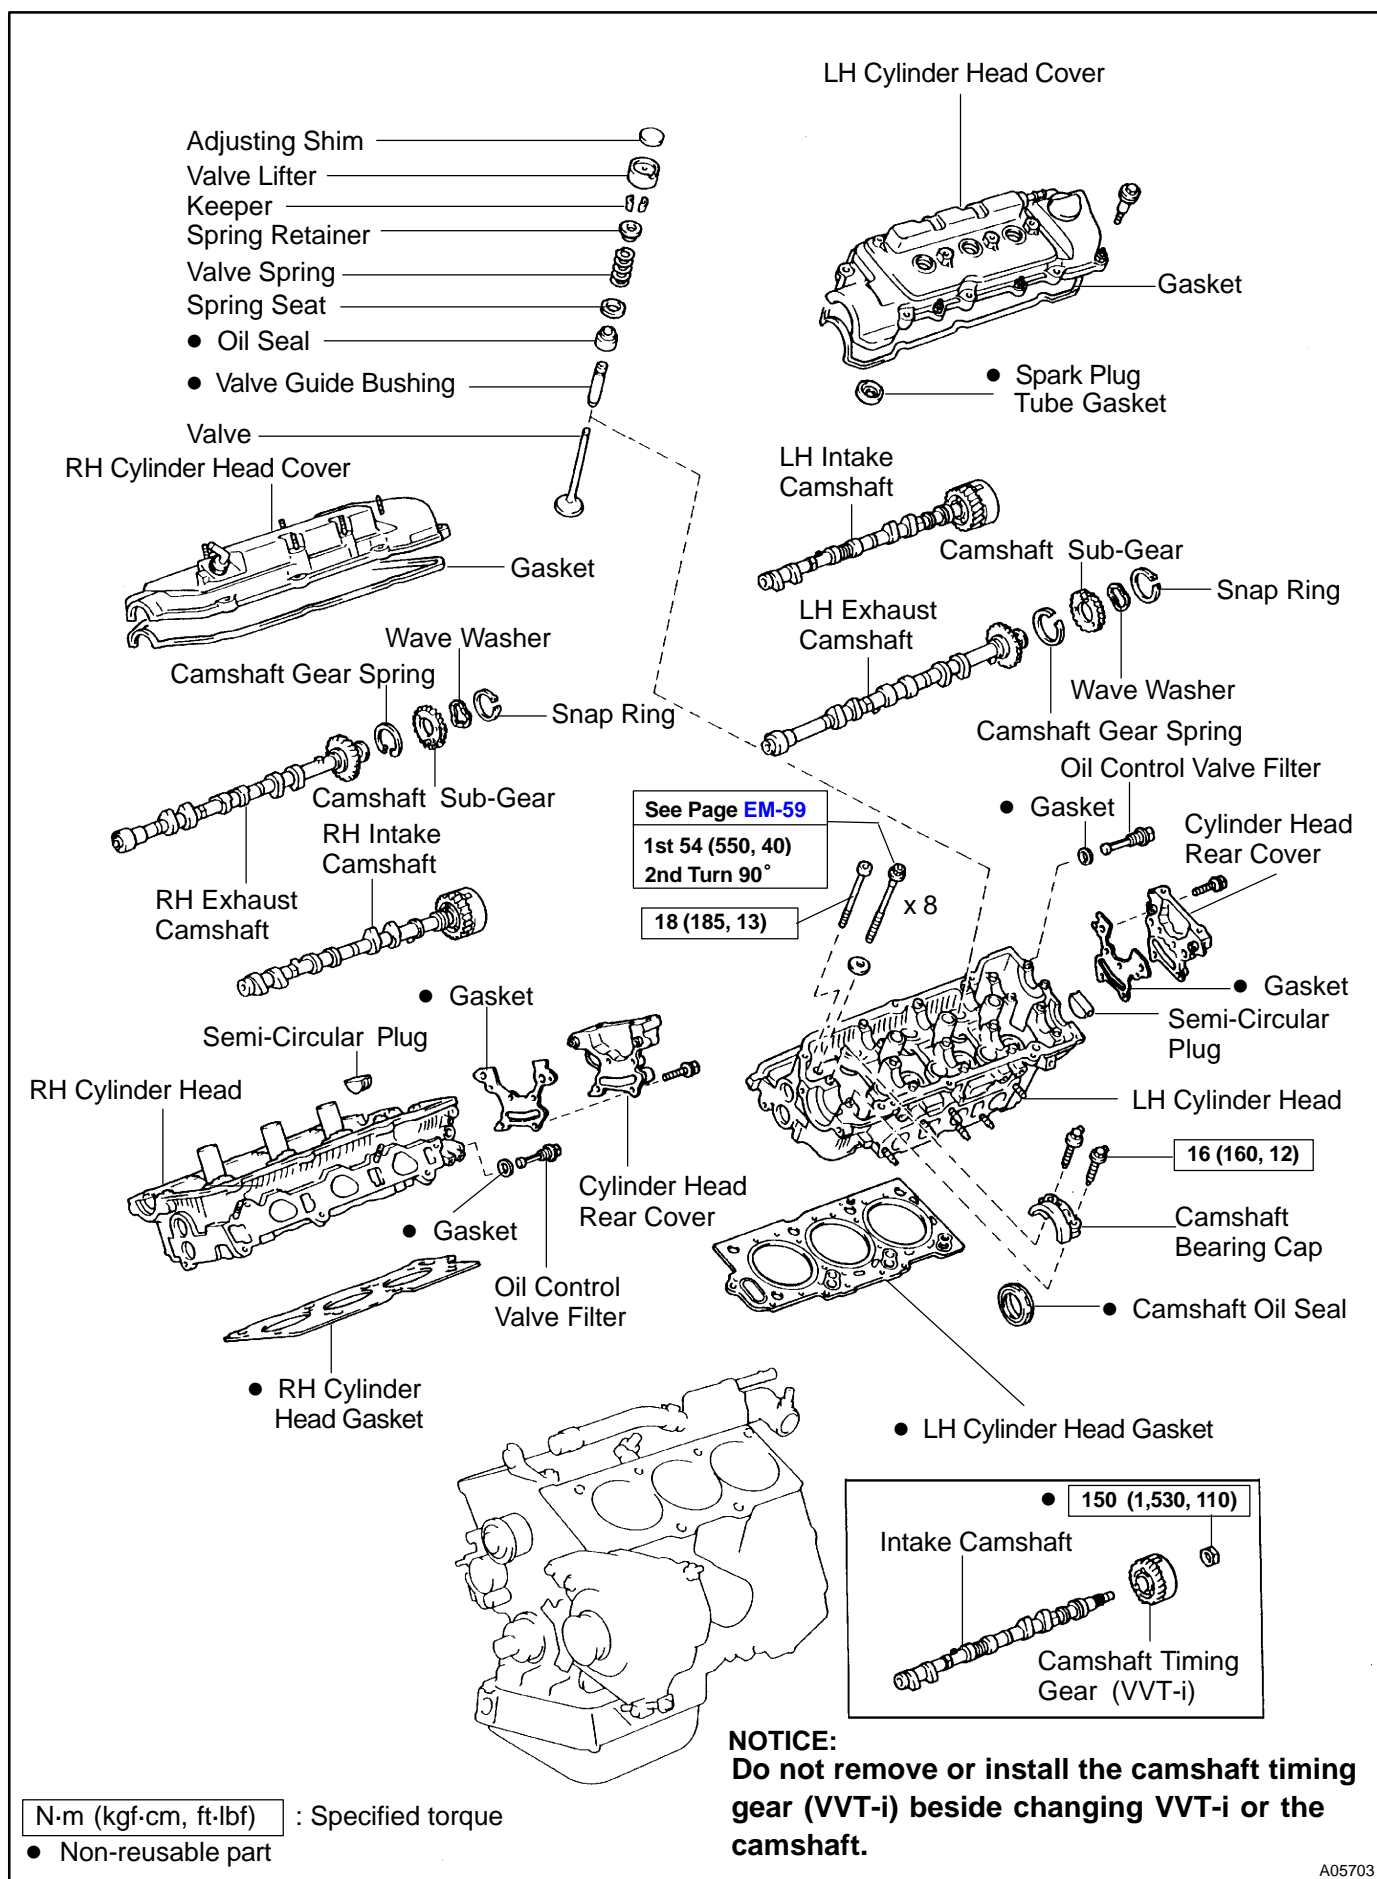 LH Cylinder Head Cover
Adjusting Shim
Valve Lifter
Keeper
Spring Retainer
Valve Spring
Spring Seat
● Oil Seal
● Valve Guide Bushing
Valve
Gasket
● Spark Plug
Tube Gasket
RH Cylinder Head Cover
Gasket
LH Intake
Camshaft
Camshaft Sub-Gear
Snap Ring
LH Exhaust
Camshaft
Wave Washer
Camshaft Gear Spring
Wave Washer
Camshaft Gear Spring
Snap Ring
Camshaft Sub-Gear
RH Intake
Camshaft
RH Exhaust
Camshaft
See Page EM-59
1st 54 (550, 40)
2nd Turn 90°
18 (185, 13)
x 8
Oil Control Valve Filter
● Gasket
Cylinder Head
Rear Cover
● Gasket
Semi-Circular
Plug
LH Cylinder Head
16 (160, 12)
Camshaft
Bearing Cap
● Camshaft Oil Seal
● Gasket
Semi-Circular Plug
RH Cylinder Head
Cylinder Head
Rear Cover
● Gasket
Oil Control
Valve Filter
● RH Cylinder
Head Gasket
● LH Cylinder Head Gasket
● 150 (1,530, 110)
Intake Camshaft
Camshaft Timing
Gear (VVT-i)
NOTICE:
Do not remove or install the camshaft timing
gear (VVT-i) beside changing VVT-i or the
camshaft.
N·m (kgf·cm, ft·lbf) : Specified torque
● Non-reusable part
A05703